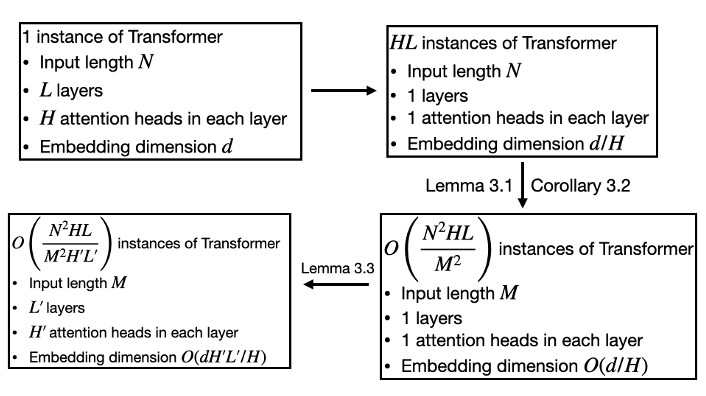 1 instance of Transformer
• Input length N
• L layers
• H attention heads in each layer
• Embedding dimension d
HL instances of Transformer
• Input length N
• 1 layers
• 1 attention heads in each layer
• Embedding dimension d/H
Lemma 3.1 Corollary 3.2
O(N²HL / M²) instances of Transformer
• Input length M
• 1 layers
• 1 attention heads in each layer
• Embedding dimension O(d/H)
Lemma 3.3
O(N²HL / M²H′L′) instances of Transformer
• Input length M
• L′ layers
• H′ attention heads in each layer
• Embedding dimension O(dH′L′/H)